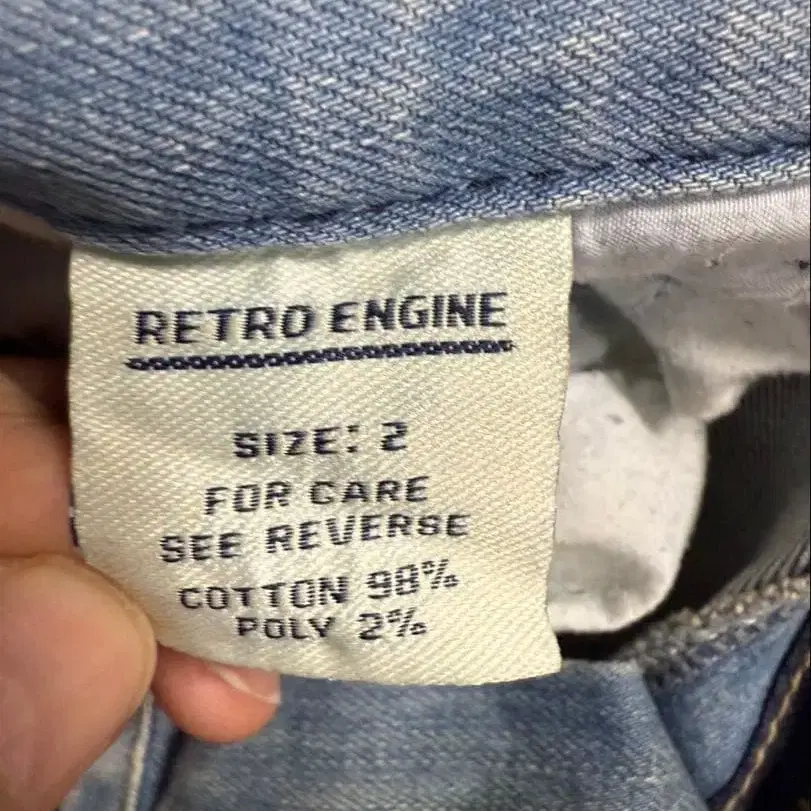 RETRO ENGINE
SIZE: 2
FOR CARE
SEE REVERSE
COTTON 98%
POLY 2%